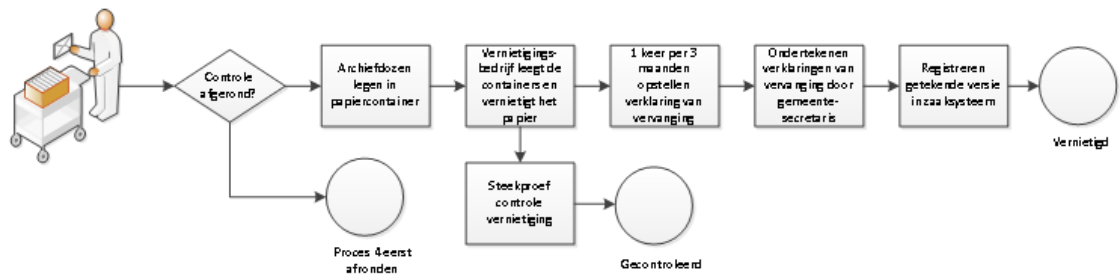 Controle
afgerond?
Archiefdozen
legen in
papiercontainer
Vernietigings-
bedrijf leegt de
containers en
vernietigt het
papier
1 keer per 3
maanden
opstellen
verklaring van
vervanging
Ondertekenen
verklaringen van
vervanging door
gemeente-
secretaris
Registreren
getekende versie
in zaaksysteem
Vernietigd
Steekproef
controle
vernietiging
Proces 4 eerst
afronden
Gecontroleerd